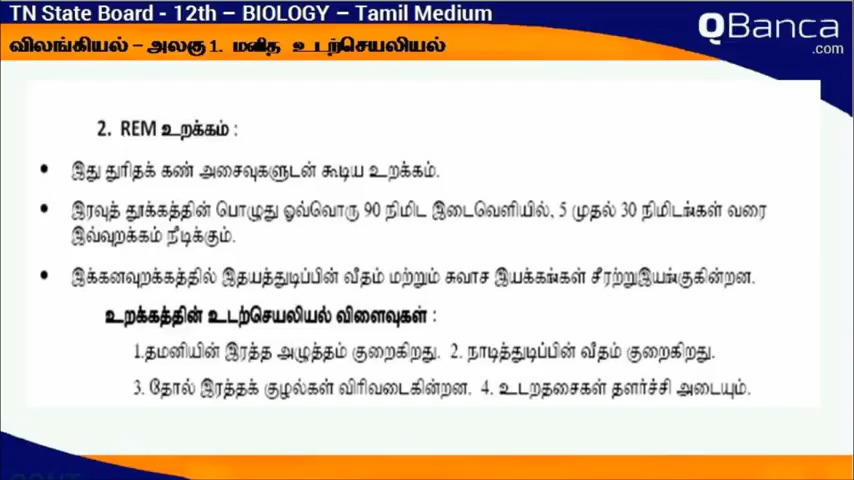 TN State Board - 12th – BIOLOGY – Tamil Medium
விலங்கியல் – அலகு 1. மனித உடற்செயலியல்
QBanca
.com
2. REM உறக்கம் :
• இது துரிதக் கண் அசைவுகளுடன் கூடிய உறக்கம்.
• இரவுத் தூக்கத்தின் பொழுது ஓவ்வொரு 90 நிமிட இடைவெளியில், 5 முதல் 30 நிமிடங்கள் வரை
இவ்வுறக்கம் நீடிக்கும்.
• இக்கனவுறக்கத்தில் இதயத்துடிப்பின் வீதம் மற்றும் சுவாச இயக்கங்கள் சீரற்றுஇயங்குகின்றன.
உறக்கத்தின் உடற்செயலியல் விளைவுகள் :
1.தமனியின் இரத்த அழுத்தம் குறைகிறது. 2. நாடித்துடிப்பின் வீதம் குறைகிறது.
3. தோல் இரத்தக் குழல்கள் விரிவடைகின்றன. 4. உடறதசைகள் தளர்ச்சி அடையும்.